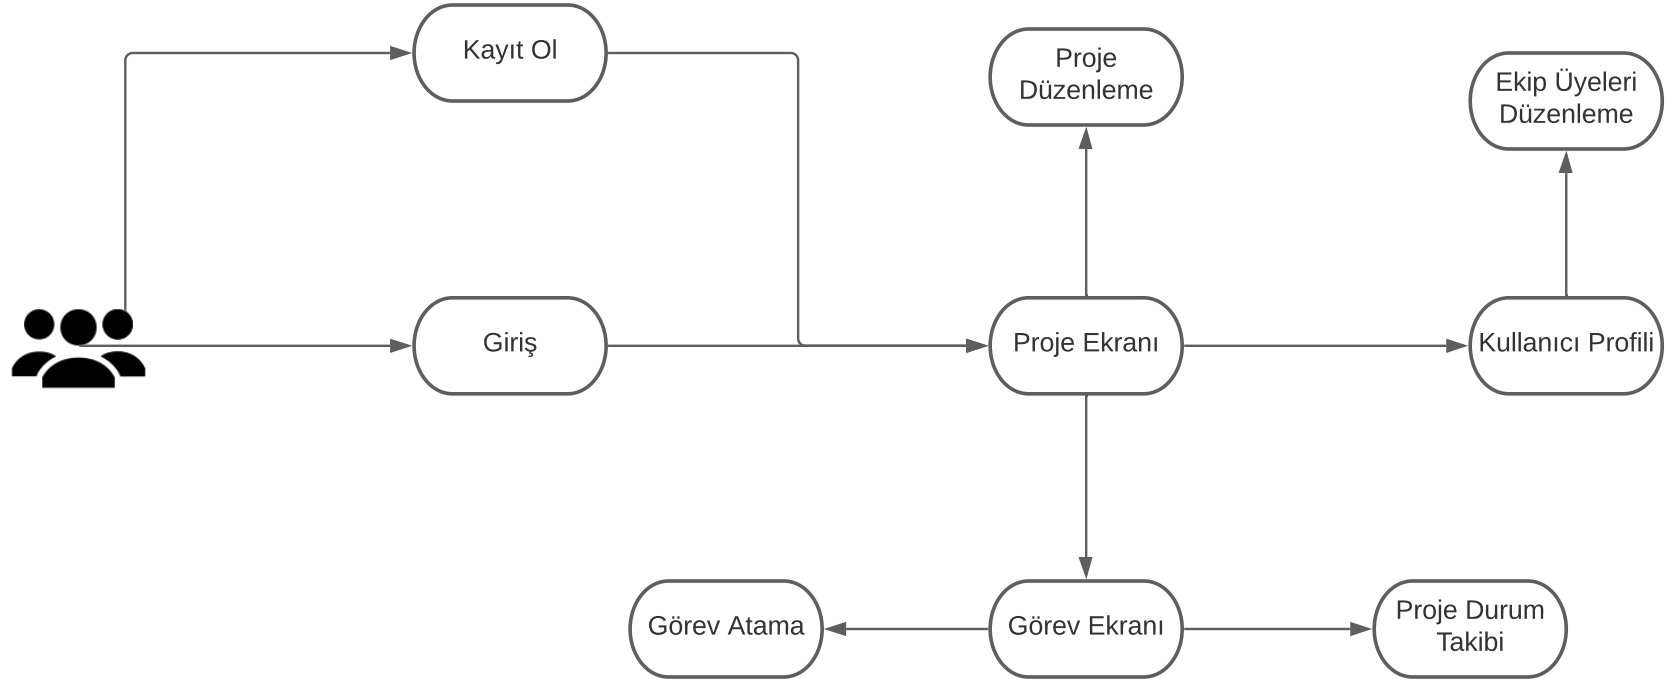 Kayıt Ol
Proje
Düzenleme
Ekip Üyeleri
Düzenleme
Giriş
Proje Ekranı
Kullanıcı Profili
Görev Atama
Görev Ekranı
Proje Durum
Takibi